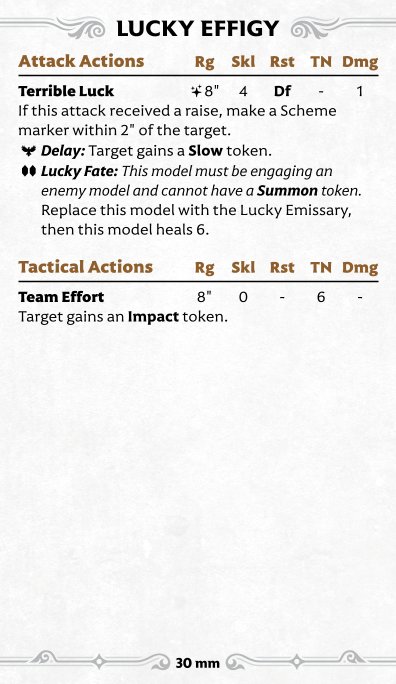 LUCKY EFFIGY
Attack Actions Rg Skl Rst TN Dmg
Terrible Luck 8" 4 Df - 1
If this attack received a raise, make a Scheme
marker within 2" of the target.
Delay: Target gains a Slow token.
Lucky Fate: This model must be engaging an
enemy model and cannot have a Summon token.
Replace this model with the Lucky Emissary,
then this model heals 6.
Tactical Actions Rg Skl Rst TN Dmg
Team Effort 8" 0 - 6 -
Target gains an Impact token.
30 mm